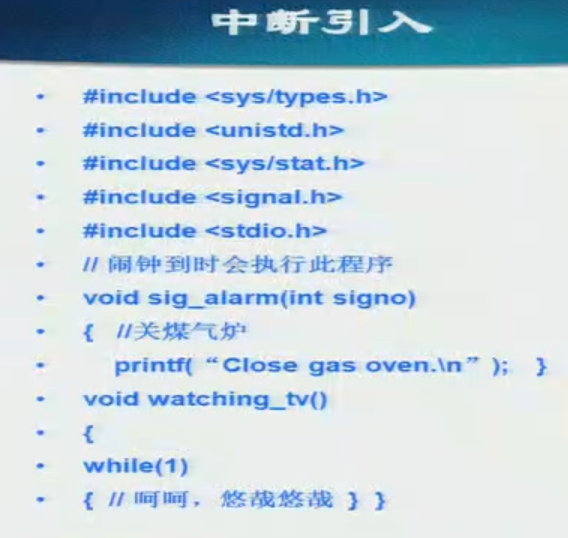 中断引入
• #include <sys/types.h>
• #include <unistd.h>
• #include <sys/stat.h>
• #include <signal.h>
• #include <stdio.h>
• // 闹钟到时会执行此程序
• void sig_alarm(int signo)
• { //关煤气炉
• printf(“Close gas oven.\n”); }
• void watching_tv()
• {
• while(1)
• { // 呵呵，悠哉悠哉 } }